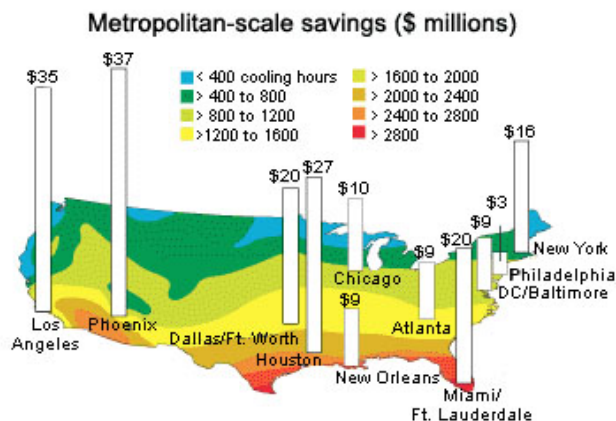 Metropolitan-scale savings ($ millions)
$35
$37
< 400 cooling hours
> 400 to 800
> 800 to 1200
>1200 to 1600
> 1600 to 2000
> 2000 to 2400
> 2400 to 2800
> 2800
$20
$27
$10
$9
$9
$20
$9
$3
$16
Los
Angeles
Phoenix
Dallas/Ft. Worth
Houston
Chicago
New Orleans
Atlanta
Miami/
Ft. Lauderdale
New York
Philadelphia
DC/Baltimore